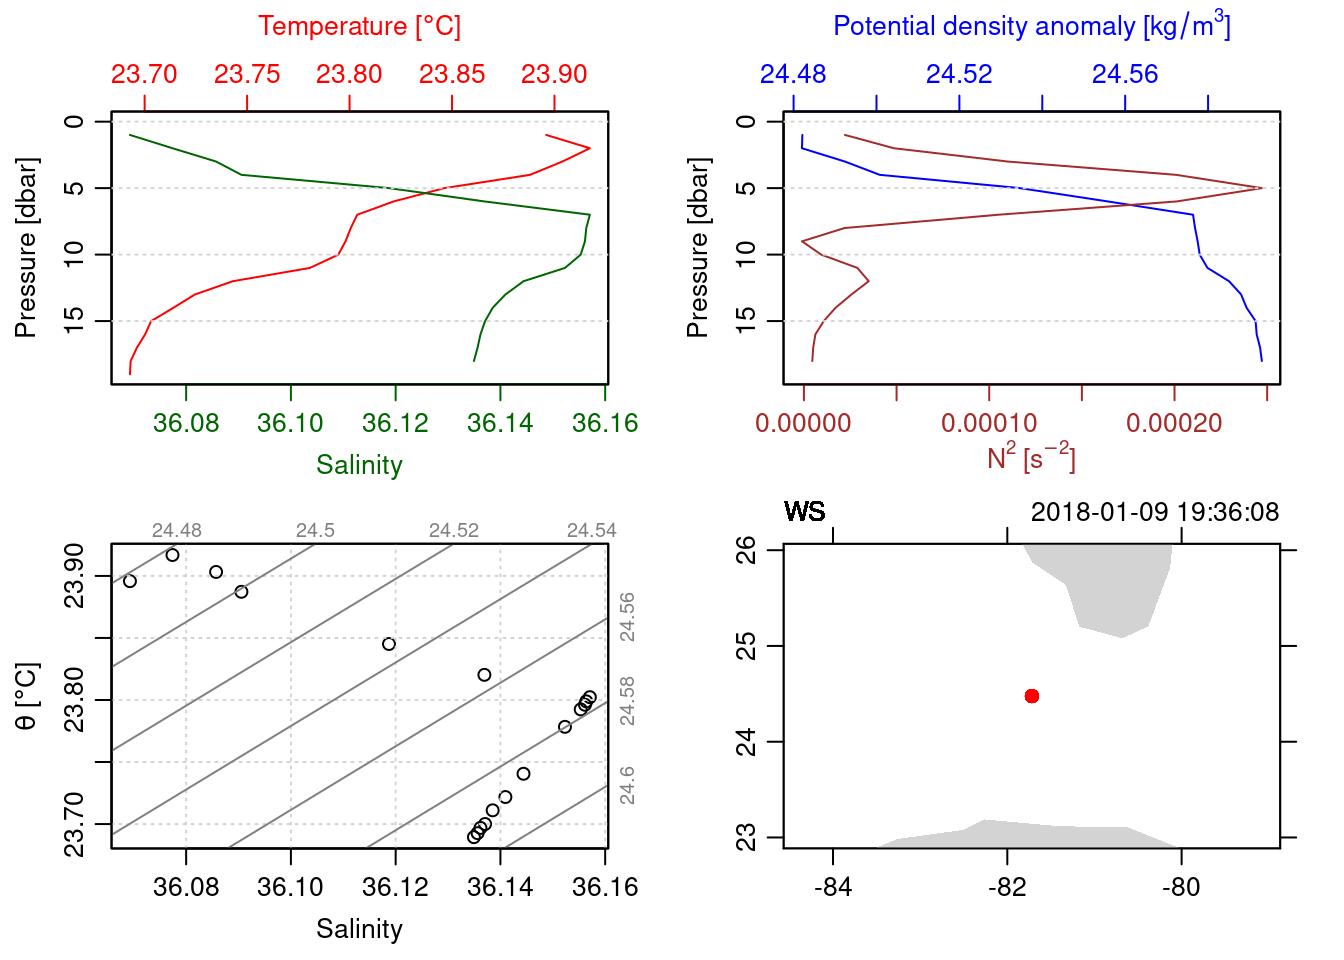 Temperature [°C]
23.70 23.75 23.80 23.85 23.90
Pressure [dbar]
0
5
10
15
36.08 36.10 36.12 36.14 36.16
Salinity
Potential density anomaly [kg/m³]
24.48 24.52 24.56
Pressure [dbar]
0
5
10
15
0.00000 0.00010 0.00020
N² [s⁻²]
24.48 24.5 24.52 24.54
24.56
24.58
24.6
θ [°C]
23.90
23.80
23.70
36.08 36.10 36.12 36.14 36.16
Salinity
WS 2018-01-09 19:36:08
26
25
24
23
-84 -82 -80